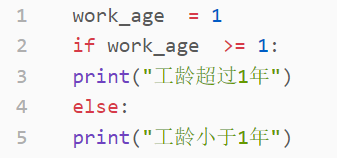 1 work_age  = 1
2 if work_age  >= 1:
3 print("工龄超过1年")
4 else:
5 print("工龄小于1年")